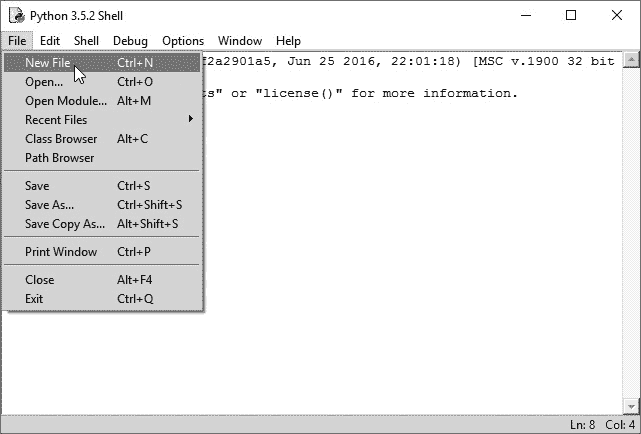 Python 3.5.2 Shell
File Edit Shell Debug Options Window Help
New File Ctrl+N
f2a2901a5, Jun 25 2016, 22:01:18) [MSC v.1900 32 bit
Open... Ctrl+O
Open Module... Alt+M
ts" or "license()" for more information.
Recent Files
Class Browser Alt+C
Path Browser
Save Ctrl+S
Save As... Ctrl+Shift+S
Save Copy As... Alt+Shift+S
Print Window Ctrl+P
Close Alt+F4
Exit Ctrl+Q
Ln: 8 Col: 4